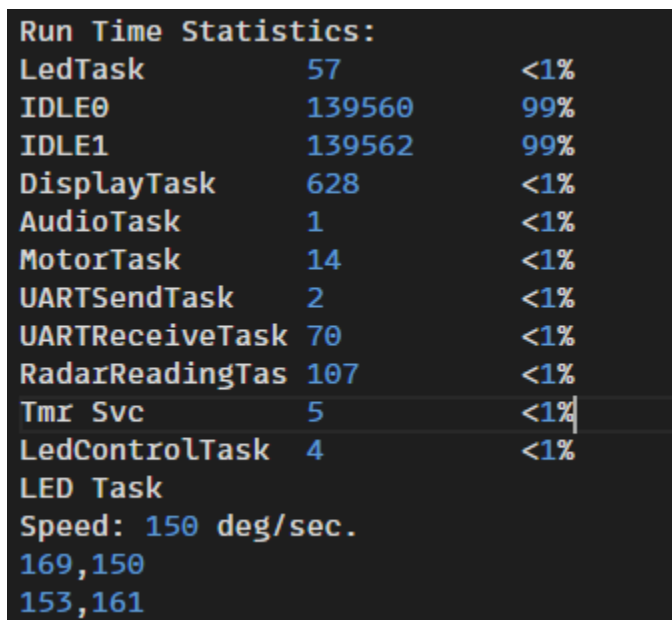 Run Time Statistics:
LedTask 57 <1%
IDLE0 139560 99%
IDLE1 139562 99%
DisplayTask 628 <1%
AudioTask 1 <1%
MotorTask 14 <1%
UARTSendTask 2 <1%
UARTReceiveTask 70 <1%
RadarReadingTas 107 <1%
Tmr Svc 5 <1%
LedControlTask 4 <1%
LED Task
Speed: 150 deg/sec.
169,150
153,161